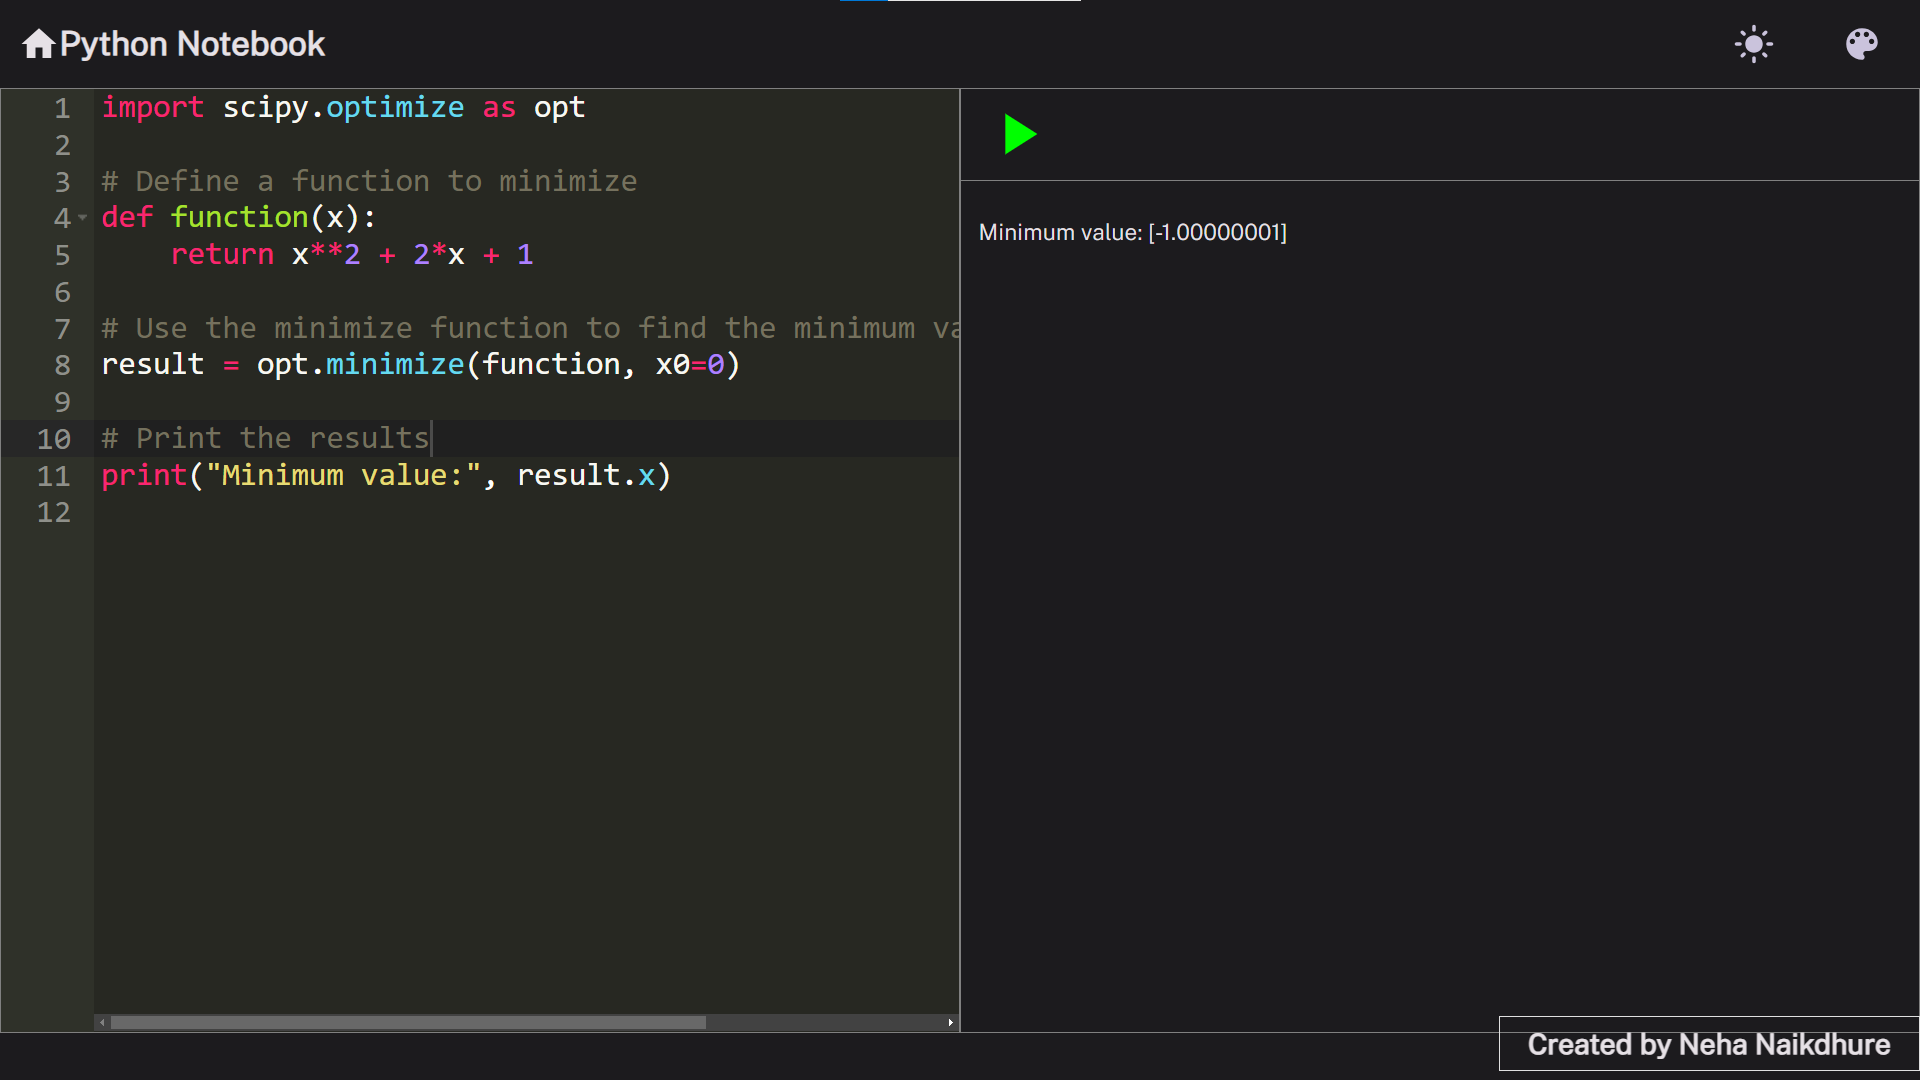 Python Notebook
1 import scipy.optimize as opt
2
3 # Define a function to minimize
4 def function(x):
5     return x**2 + 2*x + 1
6
7 # Use the minimize function to find the minimum
8 result = opt.minimize(function, x0=0)
9
10 # Print the results
11 print("Minimum value:", result.x)
12
Minimum value: [-1.00000001]
Created by Neha Naikdhure